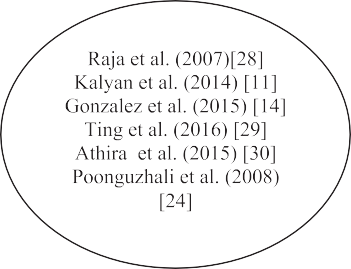 Raja et al. (2007)[28]
Kalyan et al. (2014) [11]
Gonzalez et al. (2015) [14]
Ting et al. (2016) [29]
Athira  et al. (2015) [30]
Poonguzhali et al. (2008)
[24]